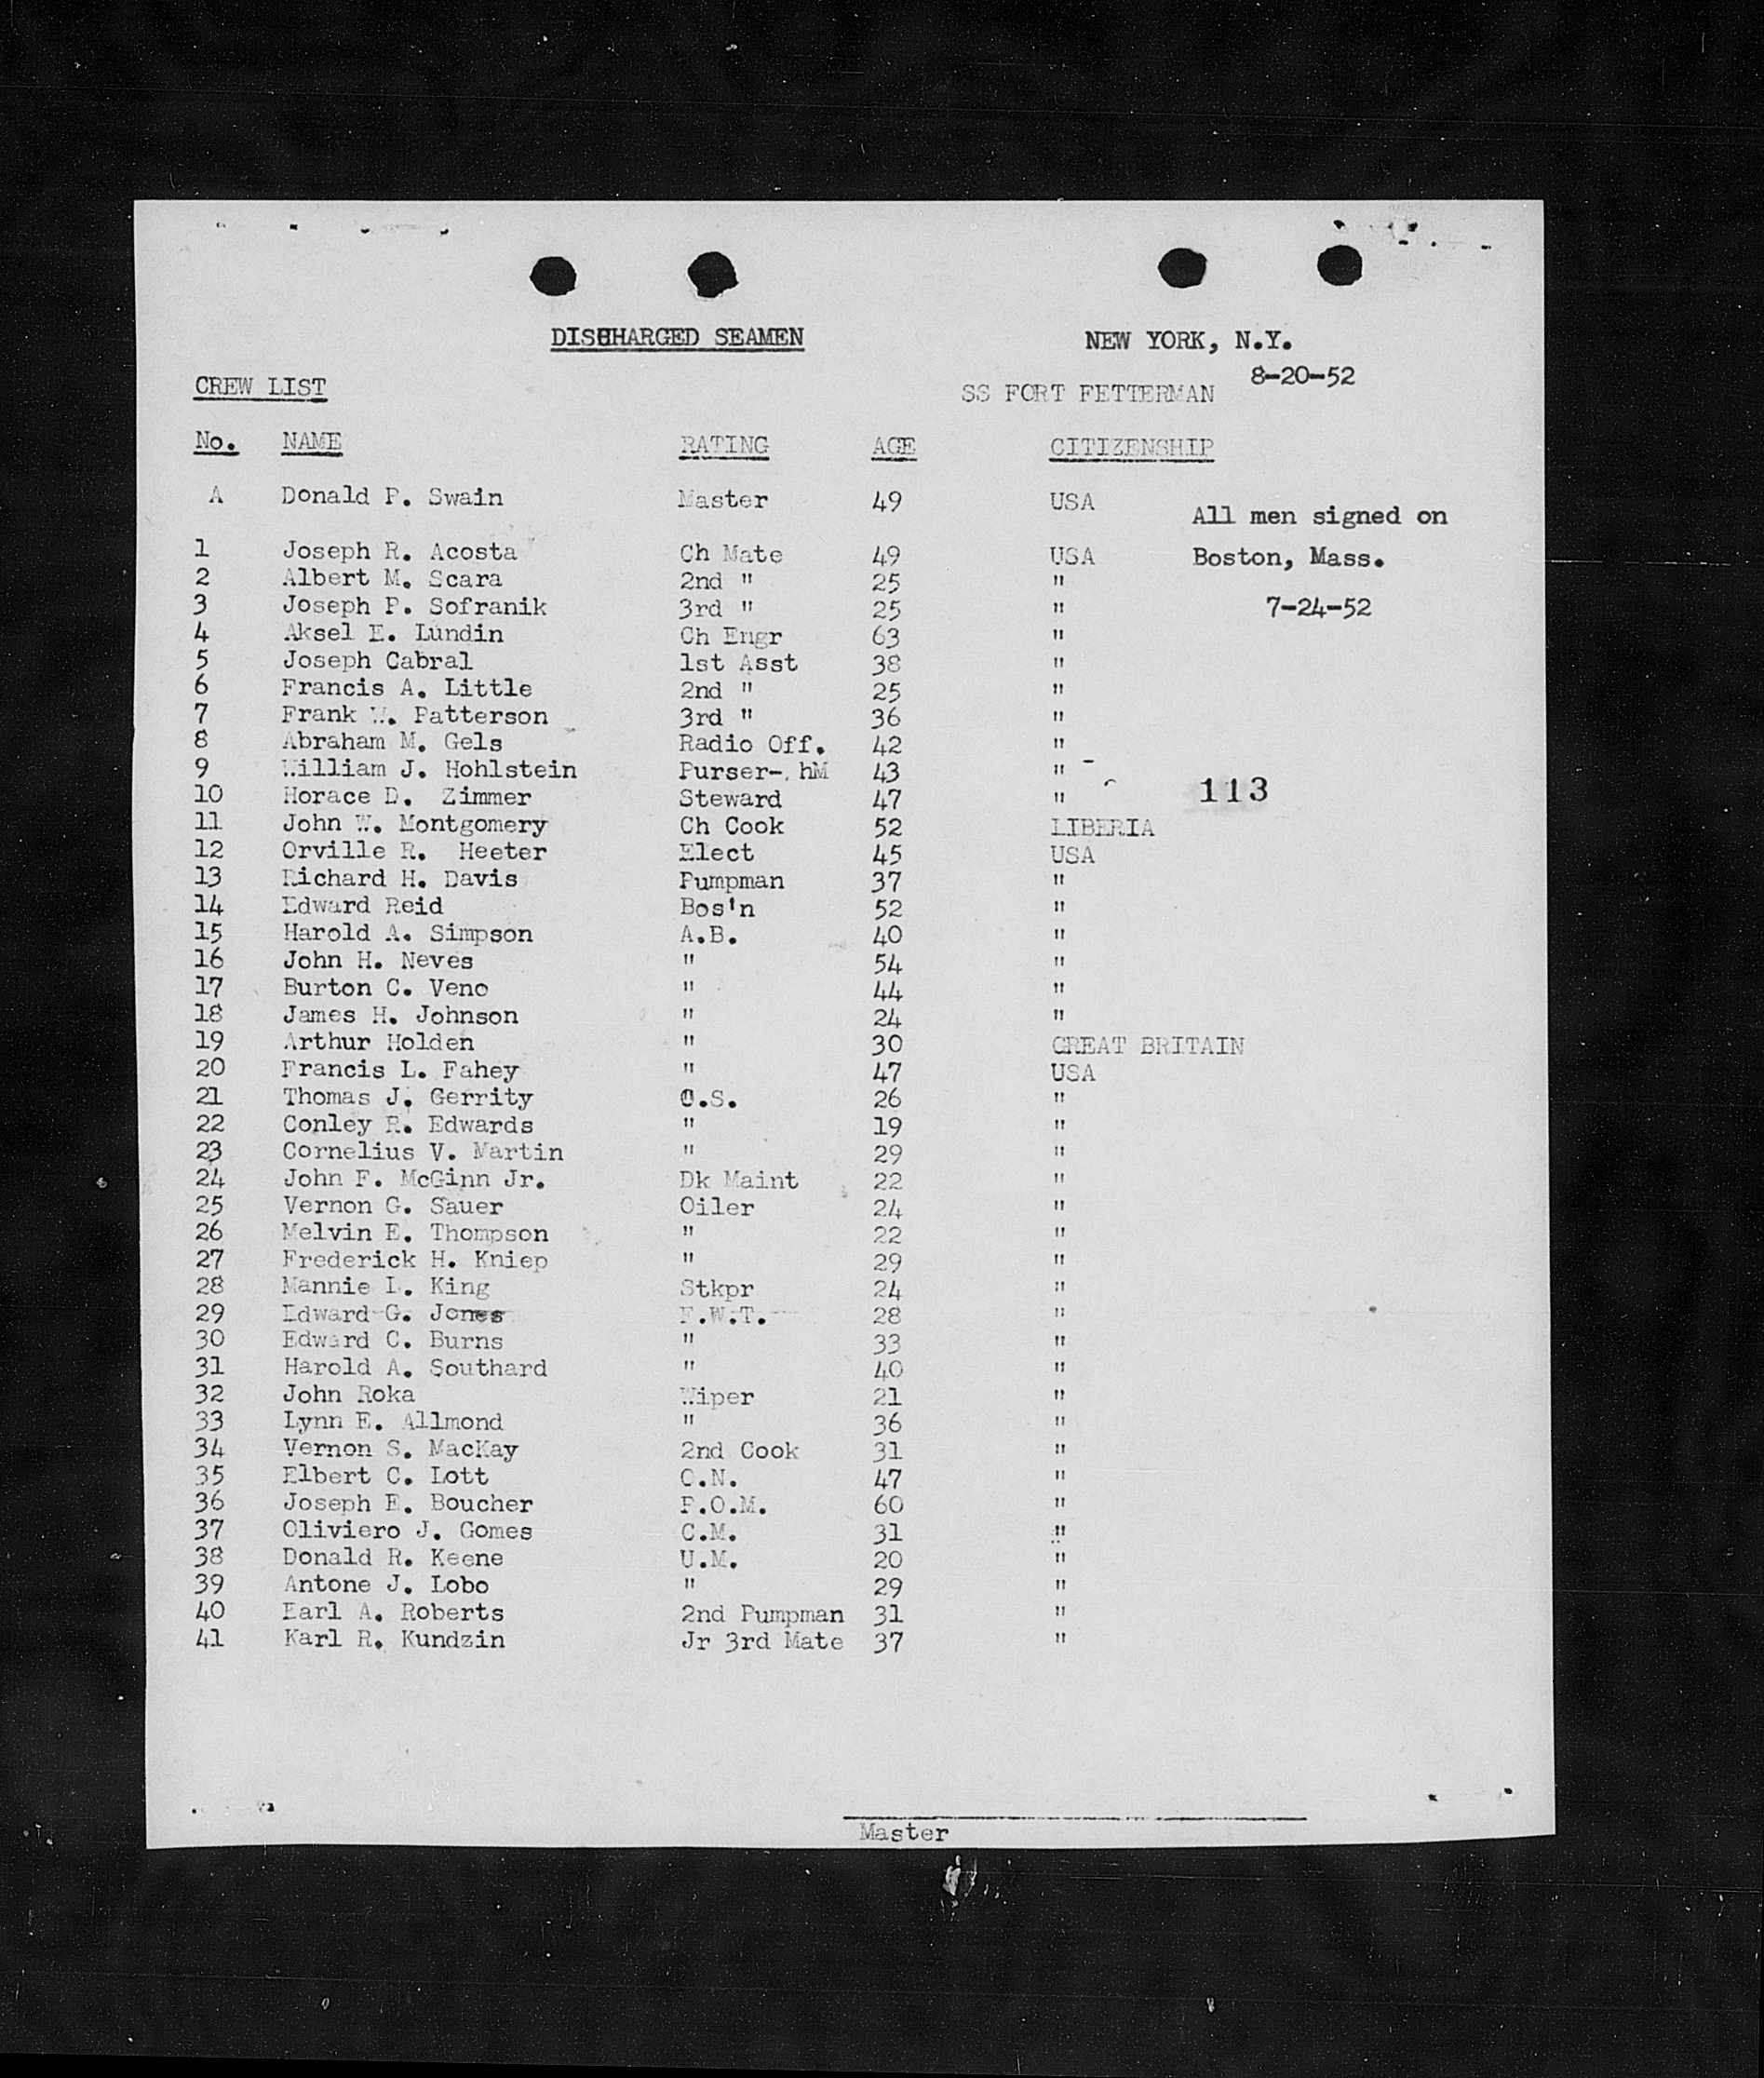 DISCHARGED SEAMEN NEW YORK, N.Y.
8-20-52
CREW LIST SS FORT FETTERMAN
No. NAME RATING AGE CITIZENSHIP
A Donald P. Swain Master 49 USA
All men signed on
1 Joseph R. Acosta Ch Mate 49 USA Boston, Mass.
2 Albert M. Scara 2nd " 25 "
3 Joseph P. Sofranik 3rd " 25 " 7-24-52
4 Aksel E. Lundin Ch Engr 63 "
5 Joseph Cabral 1st Asst 38 "
6 Francis A. Little 2nd " 25 "
7 Frank W. Patterson 3rd " 36 "
8 Abraham M. Gels Radio Off. 42 "
9 William J. Hohlstein Purser- hM 43 "
10 Horace D. Zimmer Steward 47 " 113
11 John W. Montgomery Ch Cook 52 LIBERIA
12 Orville R. Heeter Elect 45 USA
13 Richard H. Davis Pumpman 37 "
14 Edward Reid Bos'n 52 "
15 Harold A. Simpson A.B. 40 "
16 John H. Neves " 54 "
17 Burton C. Veno " 44 "
18 James H. Johnson " 24 "
19 Arthur Holden " 30 GREAT BRITAIN
20 Francis L. Fahey " 47 USA
21 Thomas J. Gerrity O.S. 26 "
22 Conley R. Edwards " 19 "
23 Cornelius V. Martin " 29 "
24 John F. McGinn Jr. Dk Maint 22 "
25 Vernon G. Sauer Oiler 24 "
26 Melvin E. Thompson " 22 "
27 Frederick H. Kniep " 29 "
28 Mannie L. King Stkpr 24 "
29 Edward G. Jones F.W.T. 28 "
30 Edward C. Burns " 33 "
31 Harold A. Southard " 40 "
32 John Roka Wiper 21 "
33 Lynn E. Allmond " 36 "
34 Vernon S. MacKay 2nd Cook 31 "
35 Elbert C. Lott C.N. 47 "
36 Joseph E. Boucher P.O.M. 60 "
37 Oliviero J. Gomes C.M. 31 "
38 Donald R. Keene U.M. 20 "
39 Antone J. Lobo " 29 "
40 Earl A. Roberts 2nd Pumpman 31 "
41 Karl R. Kundzin Jr 3rd Mate 37 "
Master